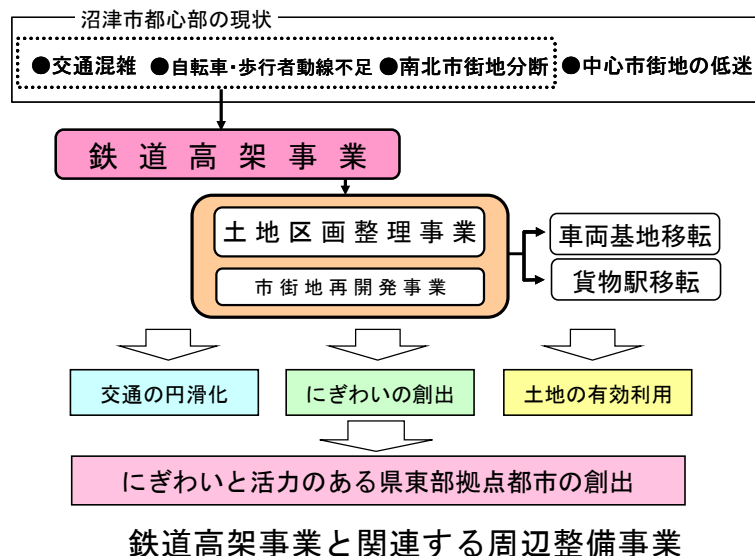 沼津市都心部の現状
●交通混雑 ●自転車・歩行者動線不足 ●南北市街地分断 ●中心市街地の低迷
鉄道高架事業
土地区画整理事業
市街地再開発事業
車両基地移転
貨物駅移転
交通の円滑化
にぎわいの創出
土地の有効利用
にぎわいと活力のある県東部拠点都市の創出
鉄道高架事業と関連する周辺整備事業